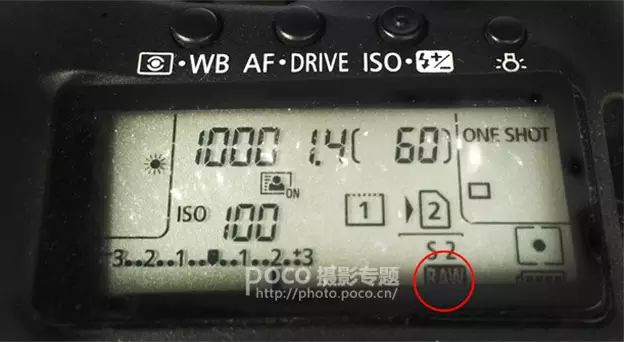 WB AF·DRIVE ISO·
1000 1.4( 60)
ONE SHOT
ON
ISO 100
1 2
S 2
-3..2..1...1..2.+3
RAW
poco 摄影专题
http://photo.poco.cn/